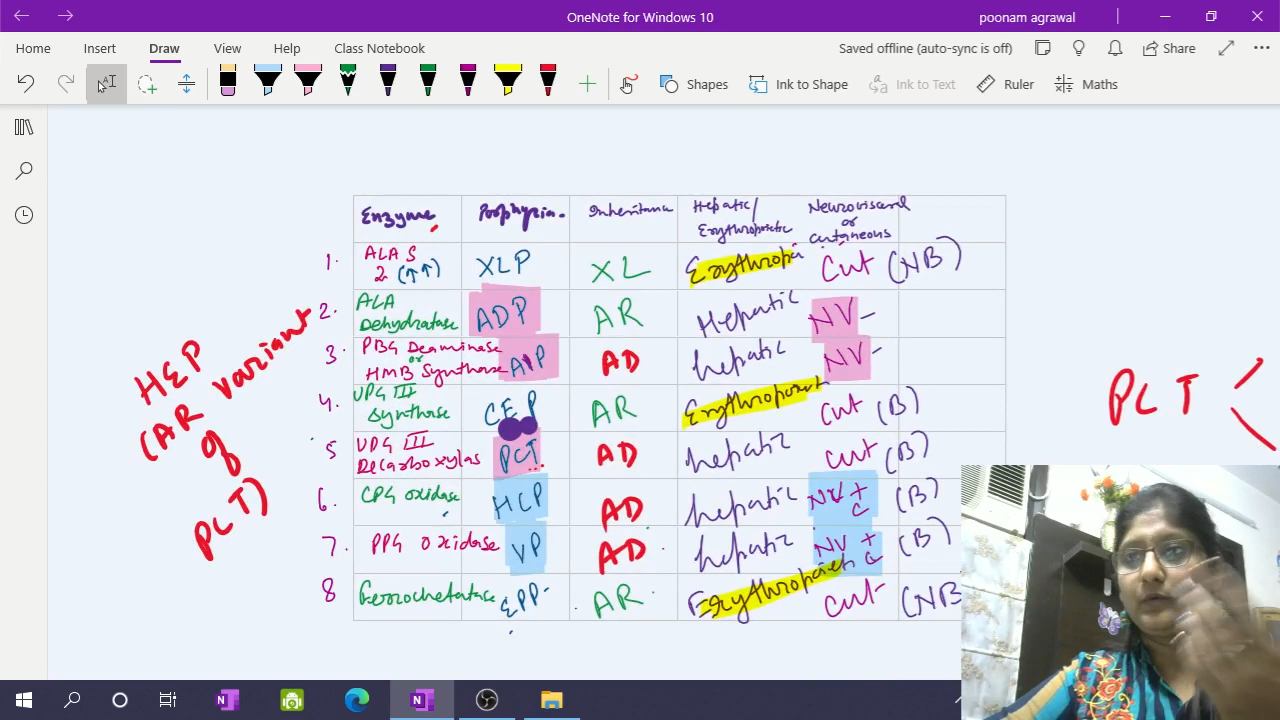 OneNote for Windows 10
poonam agrawal
Home Insert Draw View Help Class Notebook
Saved offline (auto-sync is off)
Share
Shapes
Ink to Shape
Ink to Text
Ruler
Maths
Enzyme Porphyria. Inheritance Hepatic/ Erythropoietic Neurovisceral or cutaneous
1. ALAS 2 (↑↑) XLP XL Erythropoi Cut (NB)
2. ALA Dehydratase ADP AR Hepatic NV -
3. PBG Deaminase or HMB Synthase AIP AD hepatic NV -
4. UPG III Synthase CEP AR Erythropoiet cut (B)
5 UPG III Decarboxylas PCT AD hepatic cut (B)
6. CPG oxidase HCP AD hepatic NV + C (B)
7. PPG oxidase VP AD hepatic NV + C (B)
8 Ferrochetatase EPP AR Erythropoietic cut (NB
HEP
(AR variant
of
PCT)
PCT